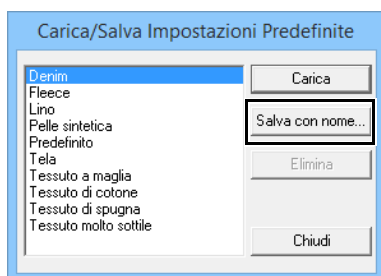 Carica/Salva Impostazioni Predefinite
Denim
Fleece
Lino
Pelle sintetica
Predefinito
Tela
Tessuto a maglia
Tessuto di cotone
Tessuto di spugna
Tessuto molto sottile
Carica
Salva con nome...
Elimina
Chiudi